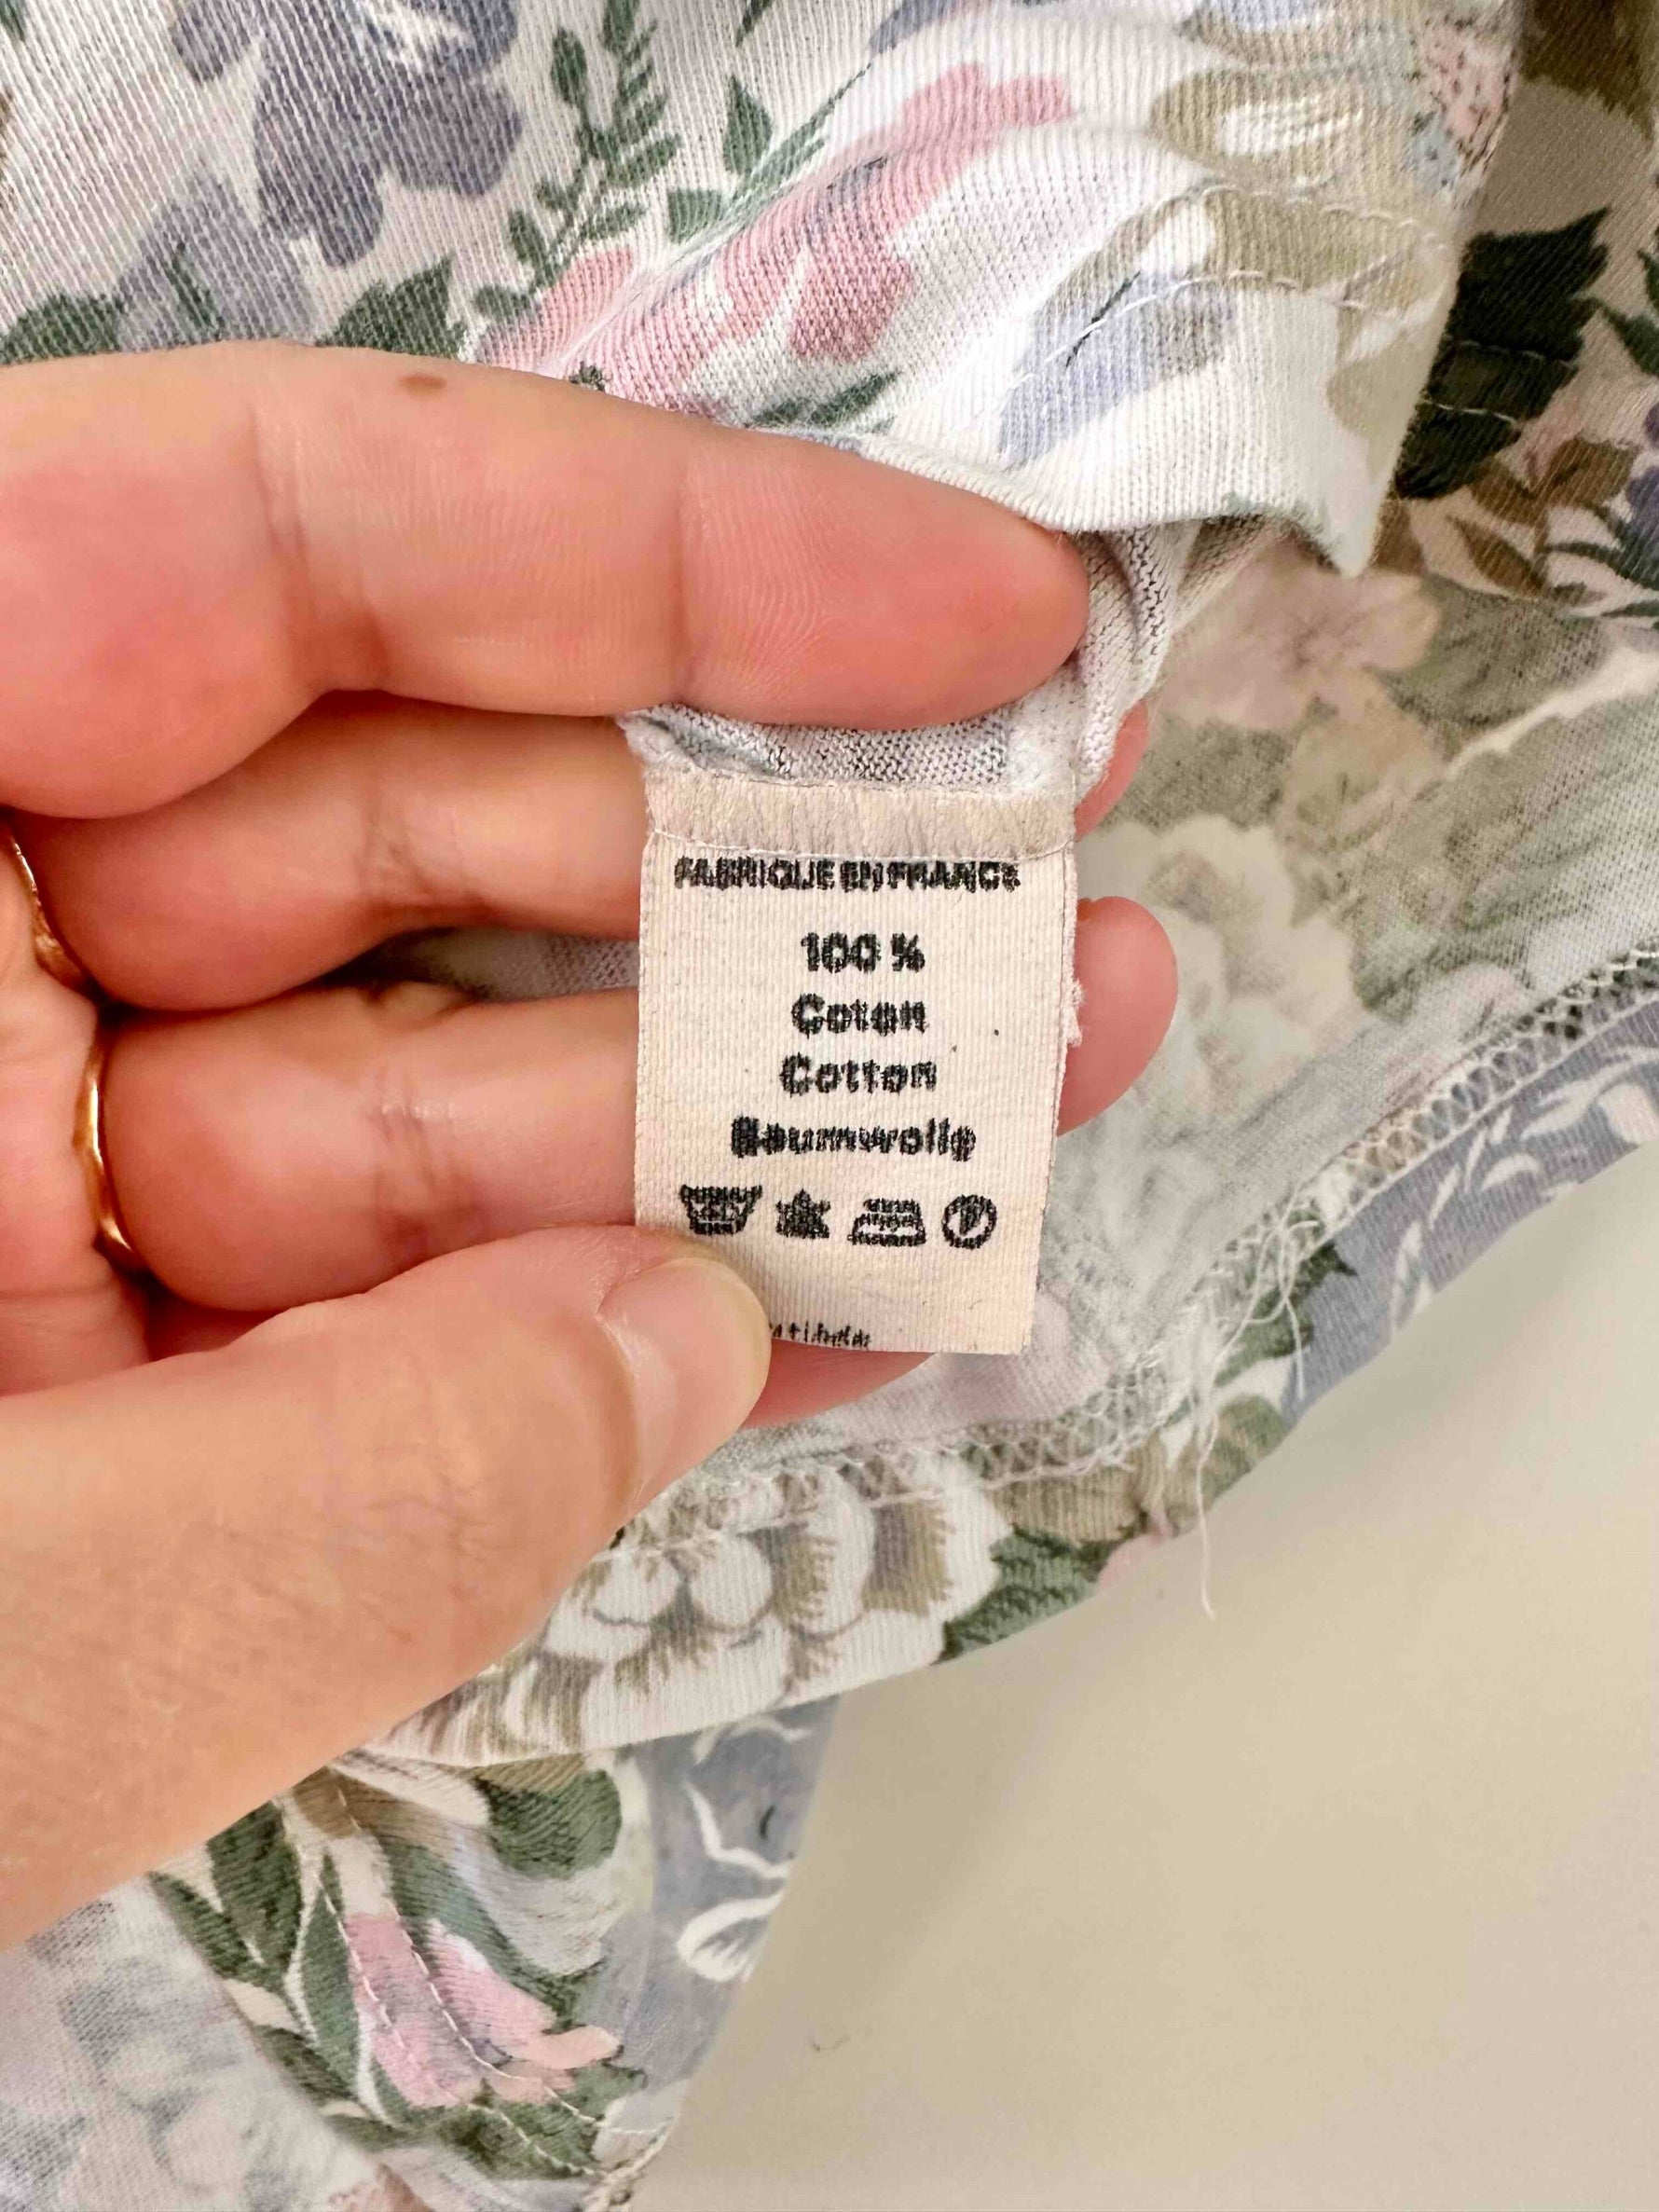 FABRIQUE EN FRANCE
100 %
Coton
Cotton
Baumwolle
P